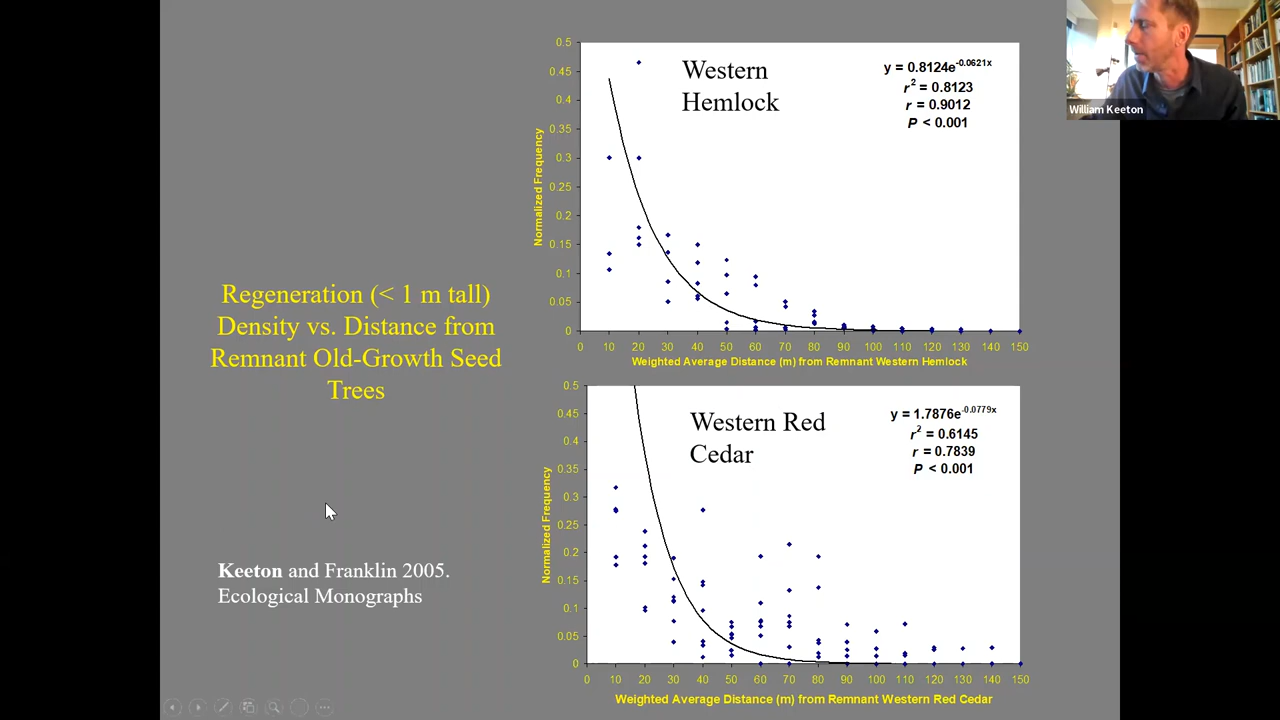 Regeneration (< 1 m tall)
Density vs. Distance from
Remnant Old-Growth Seed
Trees
Keeton and Franklin 2005.
Ecological Monographs
Western
Hemlock
y = 0.8124e^-0.0621x
r² = 0.8123
r = 0.9012
P < 0.001
Normalized Frequency
0.5
0.45
0.4
0.35
0.3
0.25
0.2
0.15
0.1
0.05
0
0 10 20 30 40 50 60 70 80 90 100 110 120 130 140 150
Weighted Average Distance (m) from Remnant Western Hemlock
Western Red
Cedar
y = 1.7876e^-0.0779x
r² = 0.6145
r = 0.7839
P < 0.001
Normalized Frequency
0.5
0.45
0.4
0.35
0.3
0.25
0.2
0.15
0.1
0.05
0
0 10 20 30 40 50 60 70 80 90 100 110 120 130 140 150
Weighted Average Distance (m) from Remnant Western Red Cedar
William Keeton